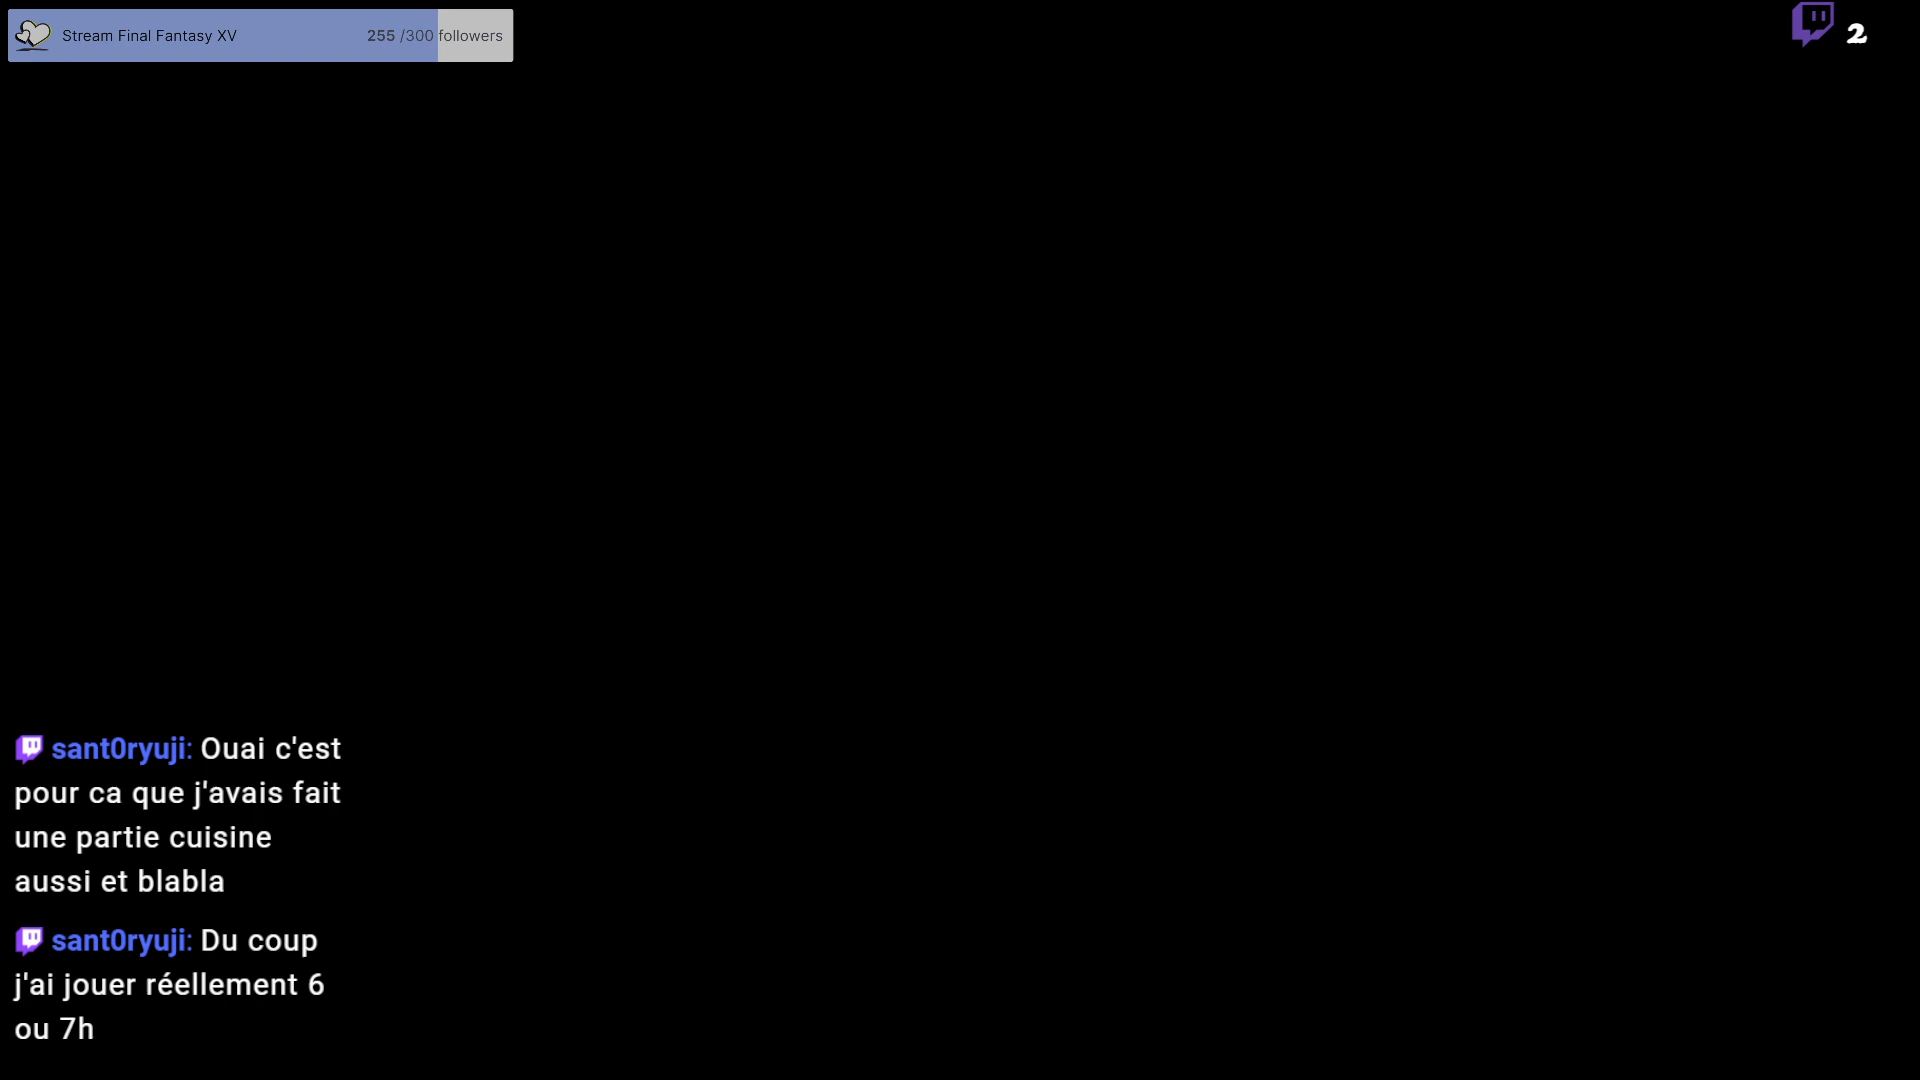 Stream Final Fantasy XV 255 /300 followers
2
sant0ryuji: Ouai c'est
pour ca que j'avais fait
une partie cuisine
aussi et blabla
sant0ryuji: Du coup
j'ai jouer réellement 6
ou 7h